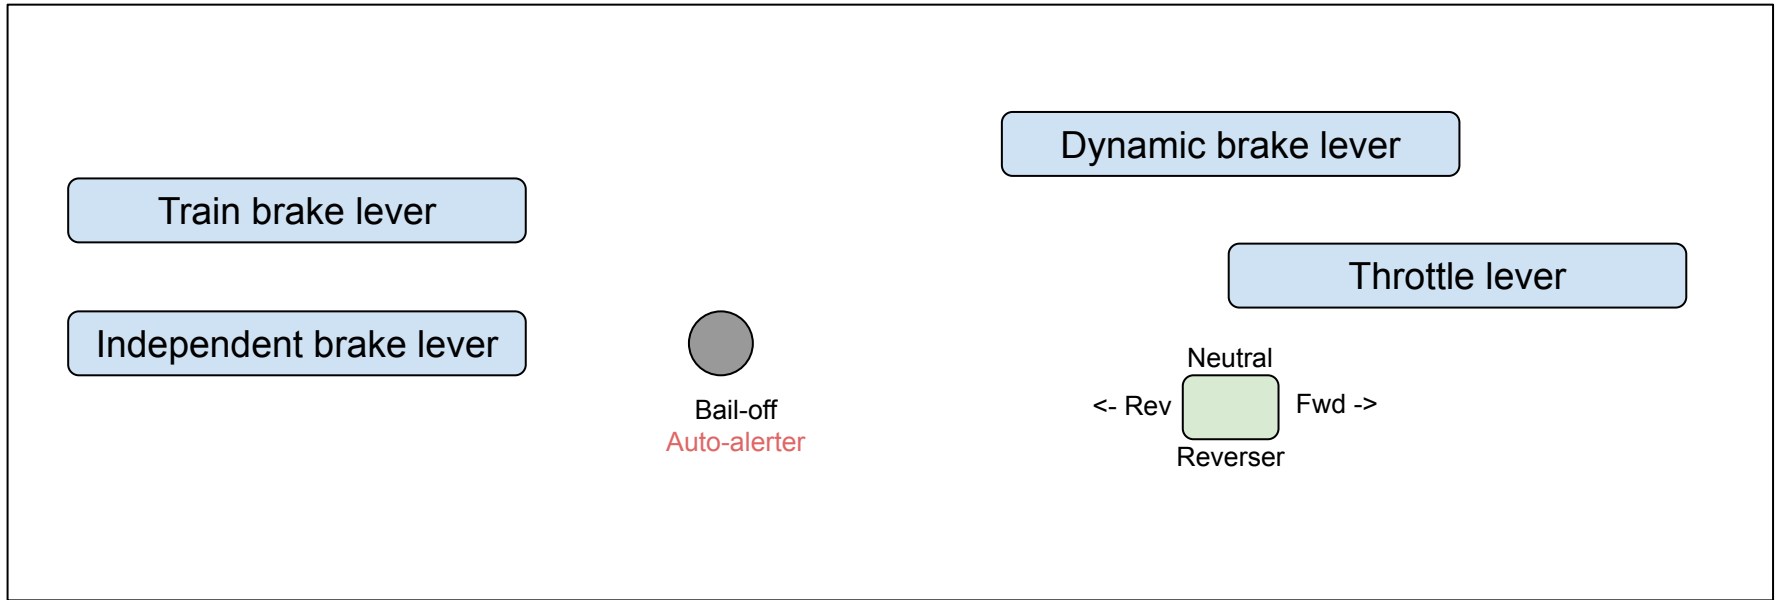 Dynamic brake lever
Train brake lever
Throttle lever
Independent brake lever
Neutral
<- Rev
Fwd ->
Reverser
Bail-off
Auto-alerter